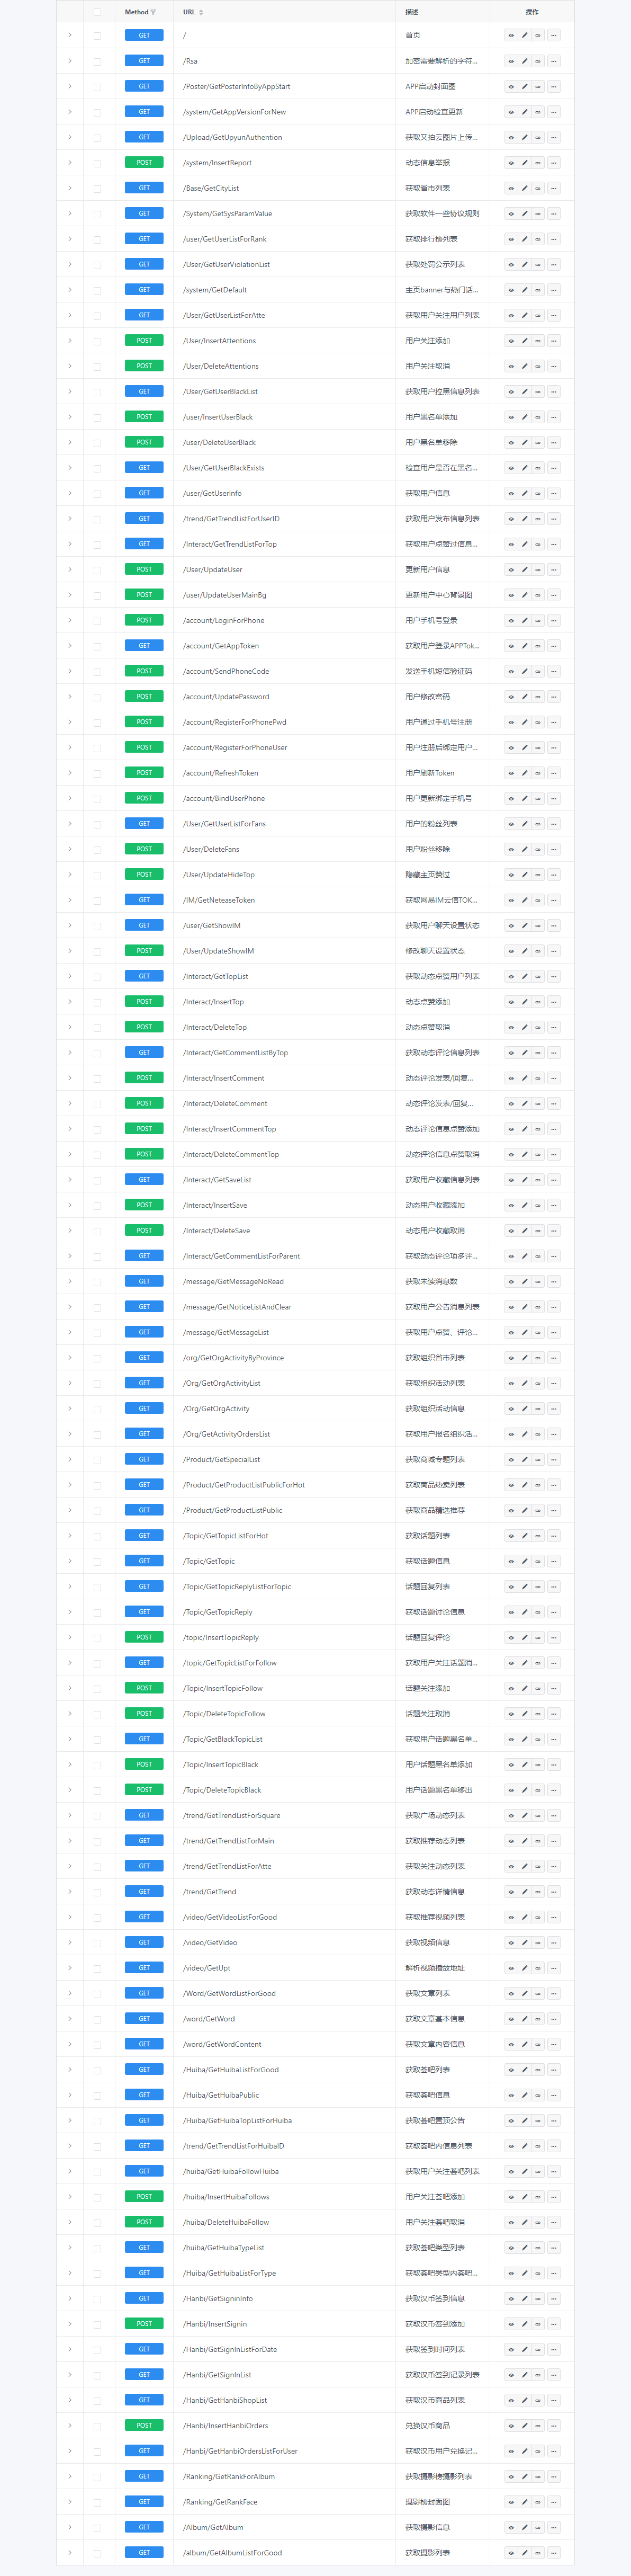 Method URL 描述 操作
GET / 首页
GET /Rsa 加密需要解析的字符...
GET /Poster/GetPosterInfoByAppStart APP启动封面图
GET /system/GetAppVersionForNew APP启动检查更新
GET /Upload/GetUpyunAuthention 获取又拍云图片上传...
POST /system/InsertReport 动态信息举报
GET /Base/GetCityList 获取省市列表
GET /System/GetSysParamValue 获取软件一些协议规则
GET /user/GetUserListForRank 获取排行榜列表
GET /User/GetUserViolationList 获取处罚公示列表
GET /system/GetDefault 主页banner与热门话...
GET /User/GetUserListForAtte 获取用户关注用户列表
POST /User/InsertAttentions 用户关注添加
POST /User/DeleteAttentions 用户关注取消
GET /User/GetUserBlackList 获取用户拉黑信息列表
POST /user/InsertUserBlack 用户黑名单添加
POST /user/DeleteUserBlack 用户黑名单移除
GET /User/GetUserBlackExists 检查用户是否在黑名...
GET /user/GetUserInfo 获取用户信息
GET /trend/GetTrendListForUserID 获取用户发布信息列表
GET /Interact/GetTrendListForTop 获取用户点赞过信息...
POST /User/UpdateUser 更新用户信息
POST /user/UpdateUserMainBg 更新用户中心背景图
POST /account/LoginForPhone 用户手机号登录
GET /account/GetAppToken 获取用户登录APPTok...
POST /account/SendPhoneCode 发送手机短信验证码
POST /account/UpdatePassword 用户修改密码
POST /account/RegisterForPhonePwd 用户通过手机号注册
POST /account/RegisterForPhoneUser 用户注册后绑定用户...
POST /account/RefreshToken 用户刷新Token
POST /account/BindUserPhone 用户更新绑定手机号
GET /User/GetUserListForFans 用户的粉丝列表
POST /User/DeleteFans 用户粉丝移除
POST /User/UpdateHideTop 隐藏主页赞过
GET /IM/GetNeteaseToken 获取网易IM云信TOK...
GET /user/GetShowIM 获取用户聊天设置状态
POST /User/UpdateShowIM 修改聊天设置状态
GET /Interact/GetTopList 获取动态点赞用户列表
POST /Interact/InsertTop 动态点赞添加
POST /Interact/DeleteTop 动态点赞取消
GET /Interact/GetCommentListByTop 获取动态评论信息列表
POST /Interact/InsertComment 动态评论发表/回复...
POST /Interact/DeleteComment 动态评论发表/回复...
POST /Interact/InsertCommentTop 动态评论信息点赞添加
POST /Interact/DeleteCommentTop 动态评论信息点赞取消
GET /Interact/GetSaveList 获取用户收藏信息列表
POST /Interact/InsertSave 动态用户收藏添加
POST /Interact/DeleteSave 动态用户收藏取消
GET /Interact/GetCommentListForParent 获取动态评论项多评...
GET /message/GetMessageNoRead 获取未读消息数
GET /message/GetNoticeListAndClear 获取用户公告消息列表
GET /message/GetMessageList 获取用户点赞、评论...
GET /org/GetOrgActivityByProvince 获取组织省市列表
GET /Org/GetOrgActivityList 获取组织活动列表
GET /Org/GetOrgActivity 获取组织活动信息
GET /Org/GetActivityOrdersList 获取用户报名组织活...
GET /Product/GetSpecialList 获取商城专题列表
GET /Product/GetProductListPublicForHot 获取商品热卖列表
GET /Product/GetProductListPublic 获取商品精选推荐
GET /Topic/GetTopicListForHot 获取话题列表
GET /Topic/GetTopic 获取话题信息
GET /Topic/GetTopicReplyListForTopic 话题回复列表
GET /Topic/GetTopicReply 获取话题讨论信息
POST /topic/InsertTopicReply 话题回复评论
GET /topic/GetTopicListForFollow 获取用户关注话题消...
POST /Topic/InsertTopicFollow 话题关注添加
POST /Topic/DeleteTopicFollow 话题关注取消
GET /Topic/GetBlackTopicList 获取用户话题黑名单...
POST /Topic/InsertTopicBlack 用户话题黑名单添加
POST /Topic/DeleteTopicBlack 用户话题黑名单移出
GET /trend/GetTrendListForSquare 获取广场动态列表
GET /trend/GetTrendListForMain 获取推荐动态列表
GET /trend/GetTrendListForAtte 获取关注动态列表
GET /trend/GetTrend 获取动态详情信息
GET /video/GetVideoListForGood 获取推荐视频列表
GET /video/GetVideo 获取视频信息
GET /video/GetUpt 解析视频播放地址
GET /Word/GetWordListForGood 获取文章列表
GET /word/GetWord 获取文章基本信息
GET /word/GetWordContent 获取文章内容信息
GET /Huiba/GetHuibaListForGood 获取荟吧列表
GET /Huiba/GetHuibaPublic 获取荟吧信息
GET /Huiba/GetHuibaTopListForHuiba 获取荟吧置顶公告
GET /trend/GetTrendListForHuibaID 获取荟吧内信息列表
GET /huiba/GetHuibaFollowHuiba 获取用户关注荟吧列表
POST /huiba/InsertHuibaFollows 用户关注荟吧添加
POST /huiba/DeleteHuibaFollow 用户关注荟吧取消
GET /huiba/GetHuibaTypeList 获取荟吧类型列表
GET /Huiba/GetHuibaListForType 获取荟吧类型内荟吧...
GET /Hanbi/GetSigninInfo 获取汉币签到信息
POST /Hanbi/InsertSignin 获取汉币签到添加
GET /Hanbi/GetSignInListForDate 获取签到时间列表
GET /Hanbi/GetSignInList 获取汉币签到记录列表
GET /Hanbi/GetHanbiShopList 获取汉币商品列表
POST /Hanbi/InsertHanbiOrders 兑换汉币商品
GET /Hanbi/GetHanbiOrdersListForUser 获取汉币用户兑换记...
GET /Ranking/GetRankForAlbum 获取摄影榜摄影列表
GET /Ranking/GetRankFace 摄影榜封面图
GET /Album/GetAlbum 获取摄影信息
GET /album/GetAlbumListForGood 获取摄影列表